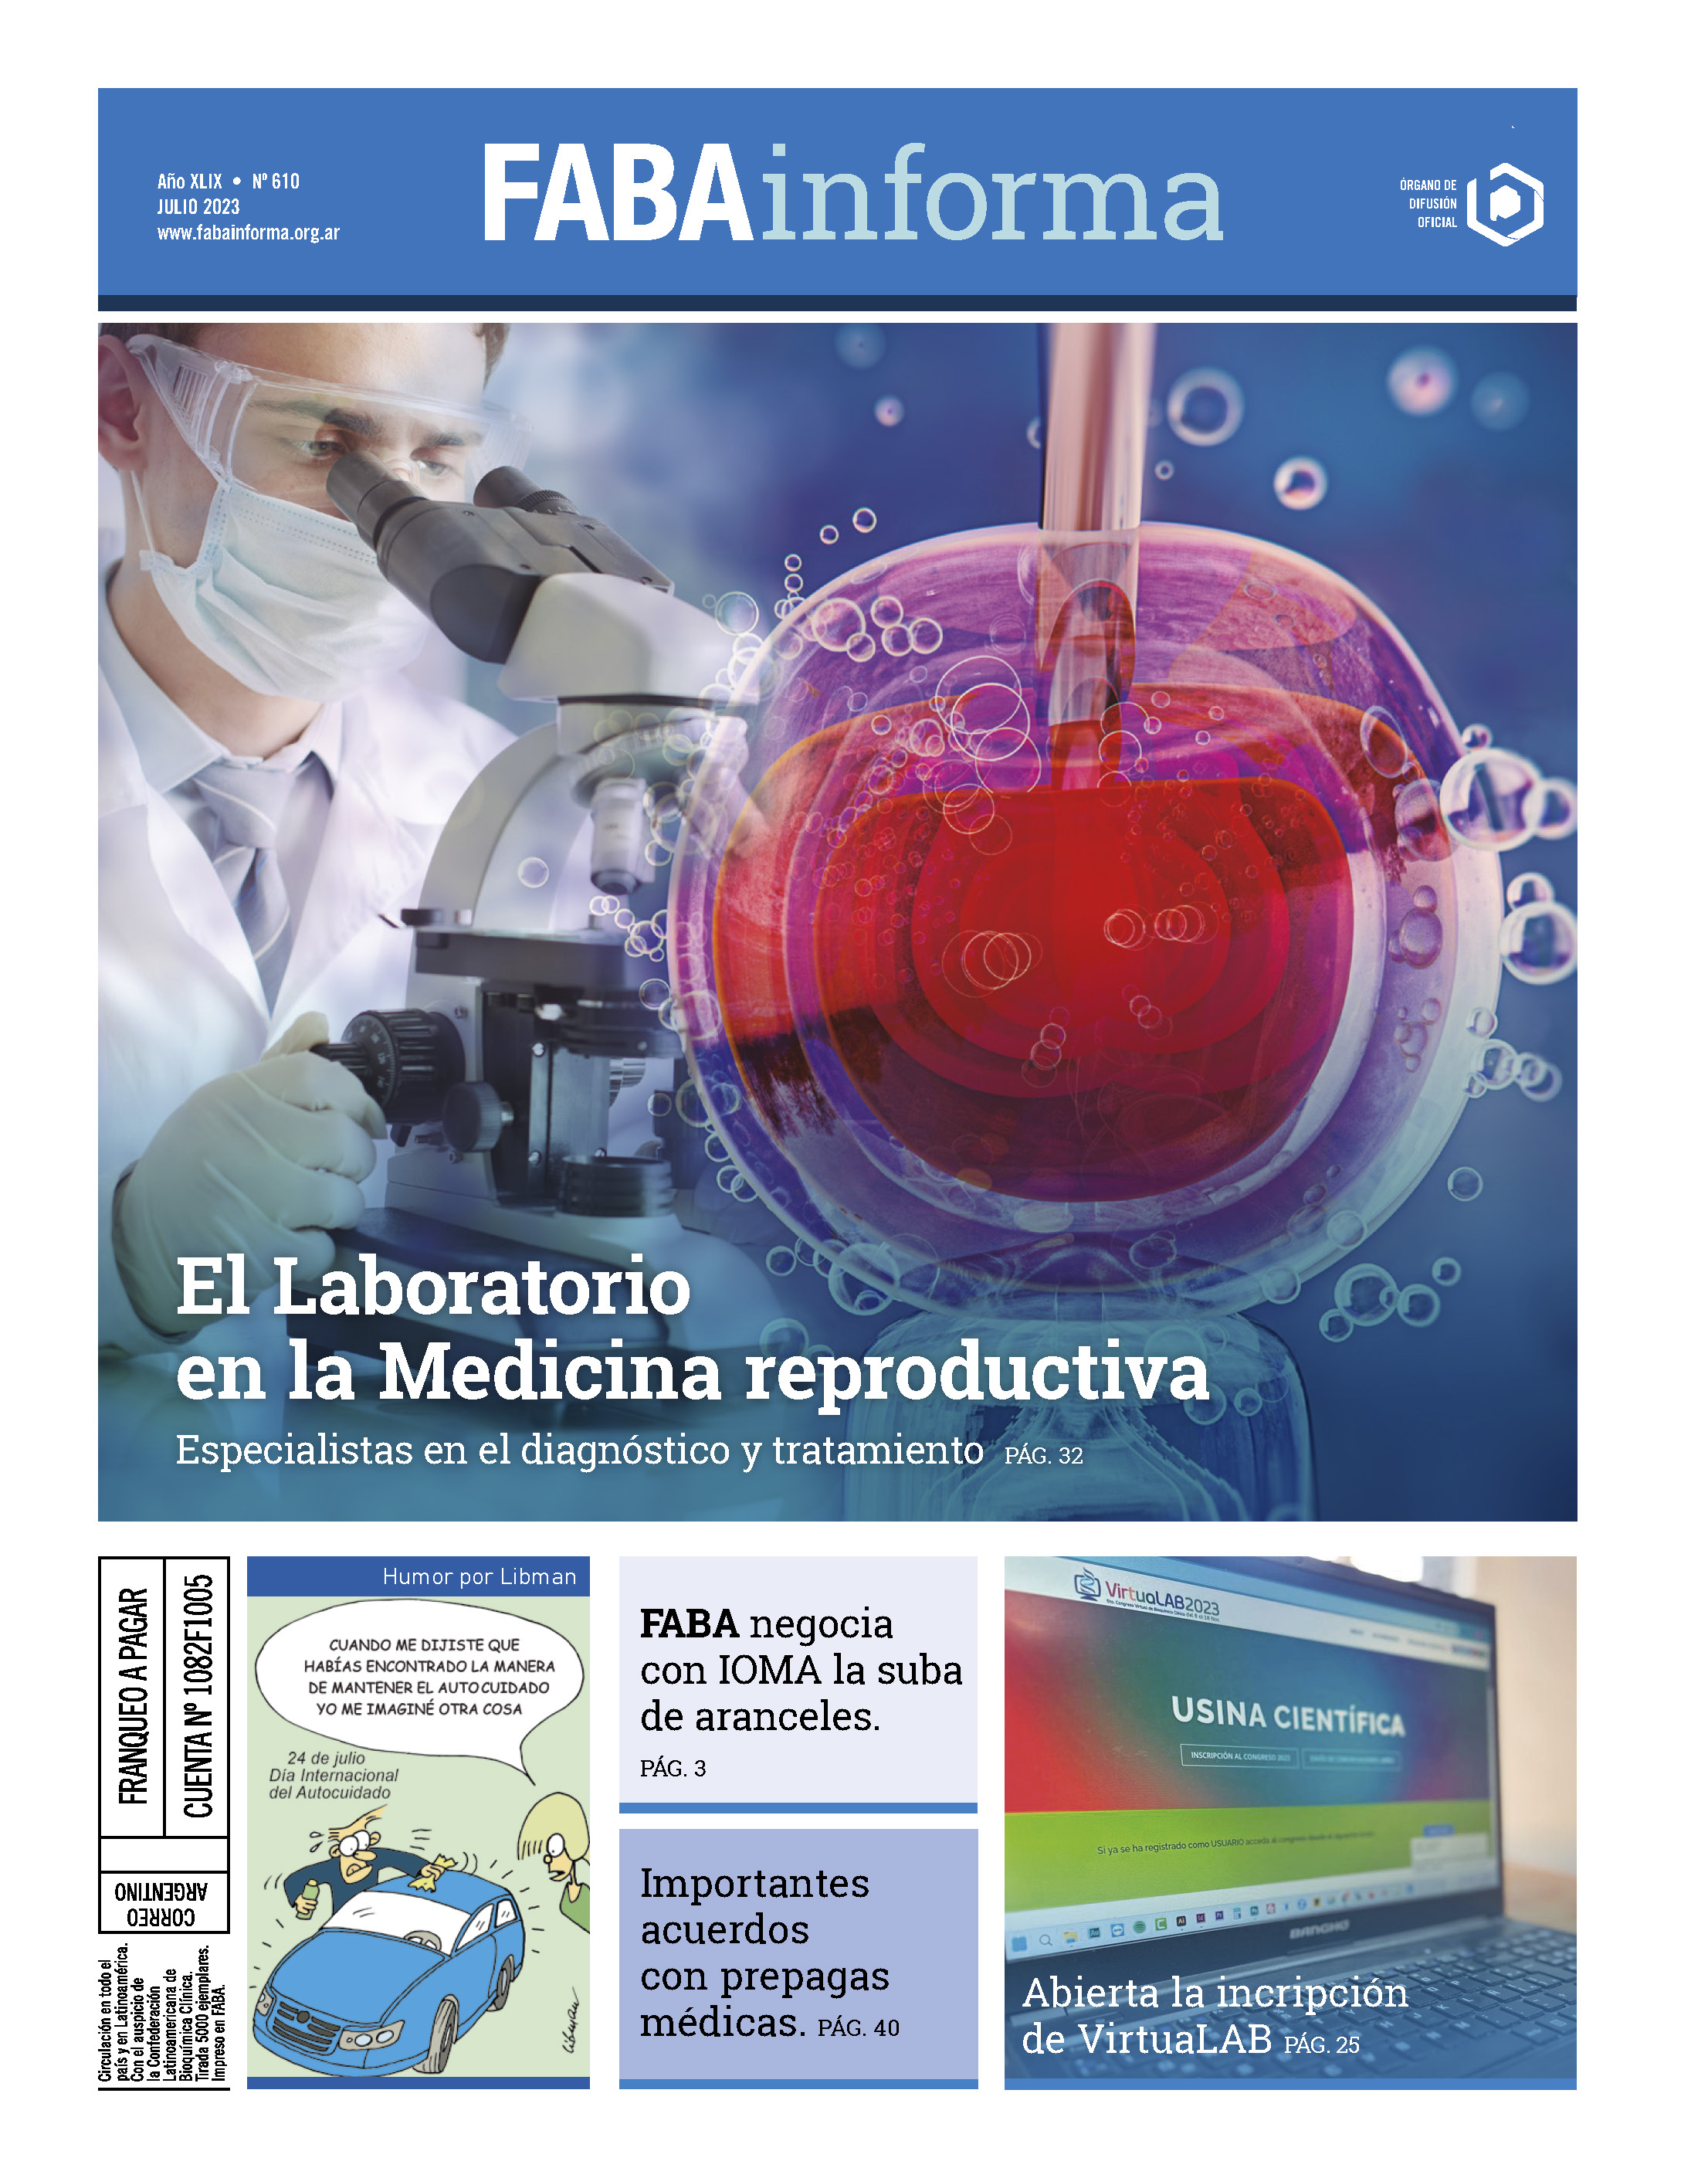 Año XLIX • Nº 610
JULIO 2023
www.fabainforma.org.ar
FABAinforma
ÓRGANO DE
DIFUSIÓN
OFICIAL
El Laboratorio
en la Medicina reproductiva
Especialistas en el diagnóstico y tratamiento PÁG. 32
FRANQUEO A PAGAR
CUENTA Nº 1082F1005
CORREO
ARGENTINO
Circulación en todo el
país y en Latinoamérica.
Con el auspicio de
la Confederación
Latinoamericana de
Bioquímica Clínica.
Tirada 5000 ejemplares.
Impreso en FABA.
Humor por Libman
CUANDO ME DIJISTE QUE
HABÍAS ENCONTRADO LA MANERA
DE MANTENER EL AUTO CUIDADO
YO ME IMAGINÉ OTRA COSA
24 de julio
Día Internacional
del Autocuidado
Libman
FABA negocia
con IOMA la suba
de aranceles.
PÁG. 3
Importantes
acuerdos
con prepagas
médicas. PÁG. 40
VirtuaLAB2023
USINA CIENTÍFICA
INSCRIPCIÓN AL CONGRESO 2023
Si ya se ha registrado como USUARIO acceda al congreso desde el
BANGHO
Abierta la incripción
de VirtuaLAB PÁG. 25